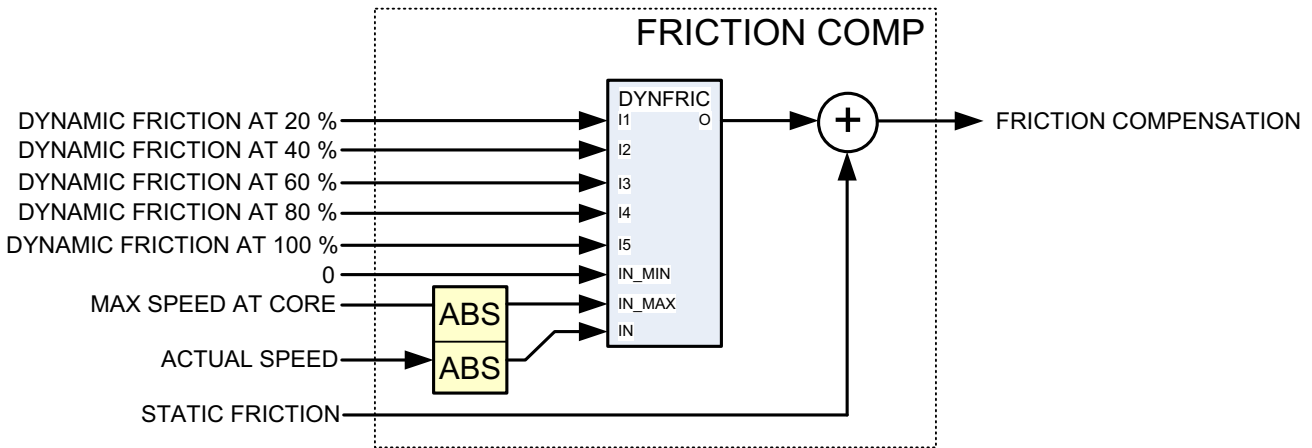 FRICTION COMP
DYNFRIC
DYNAMIC FRICTION AT 20 %
I1
O
+
FRICTION COMPENSATION
DYNAMIC FRICTION AT 40 %
I2
DYNAMIC FRICTION AT 60 %
I3
DYNAMIC FRICTION AT 80 %
I4
DYNAMIC FRICTION AT 100 %
I5
0
IN_MIN
MAX SPEED AT CORE
ABS
IN_MAX
IN
ACTUAL SPEED
ABS
STATIC FRICTION